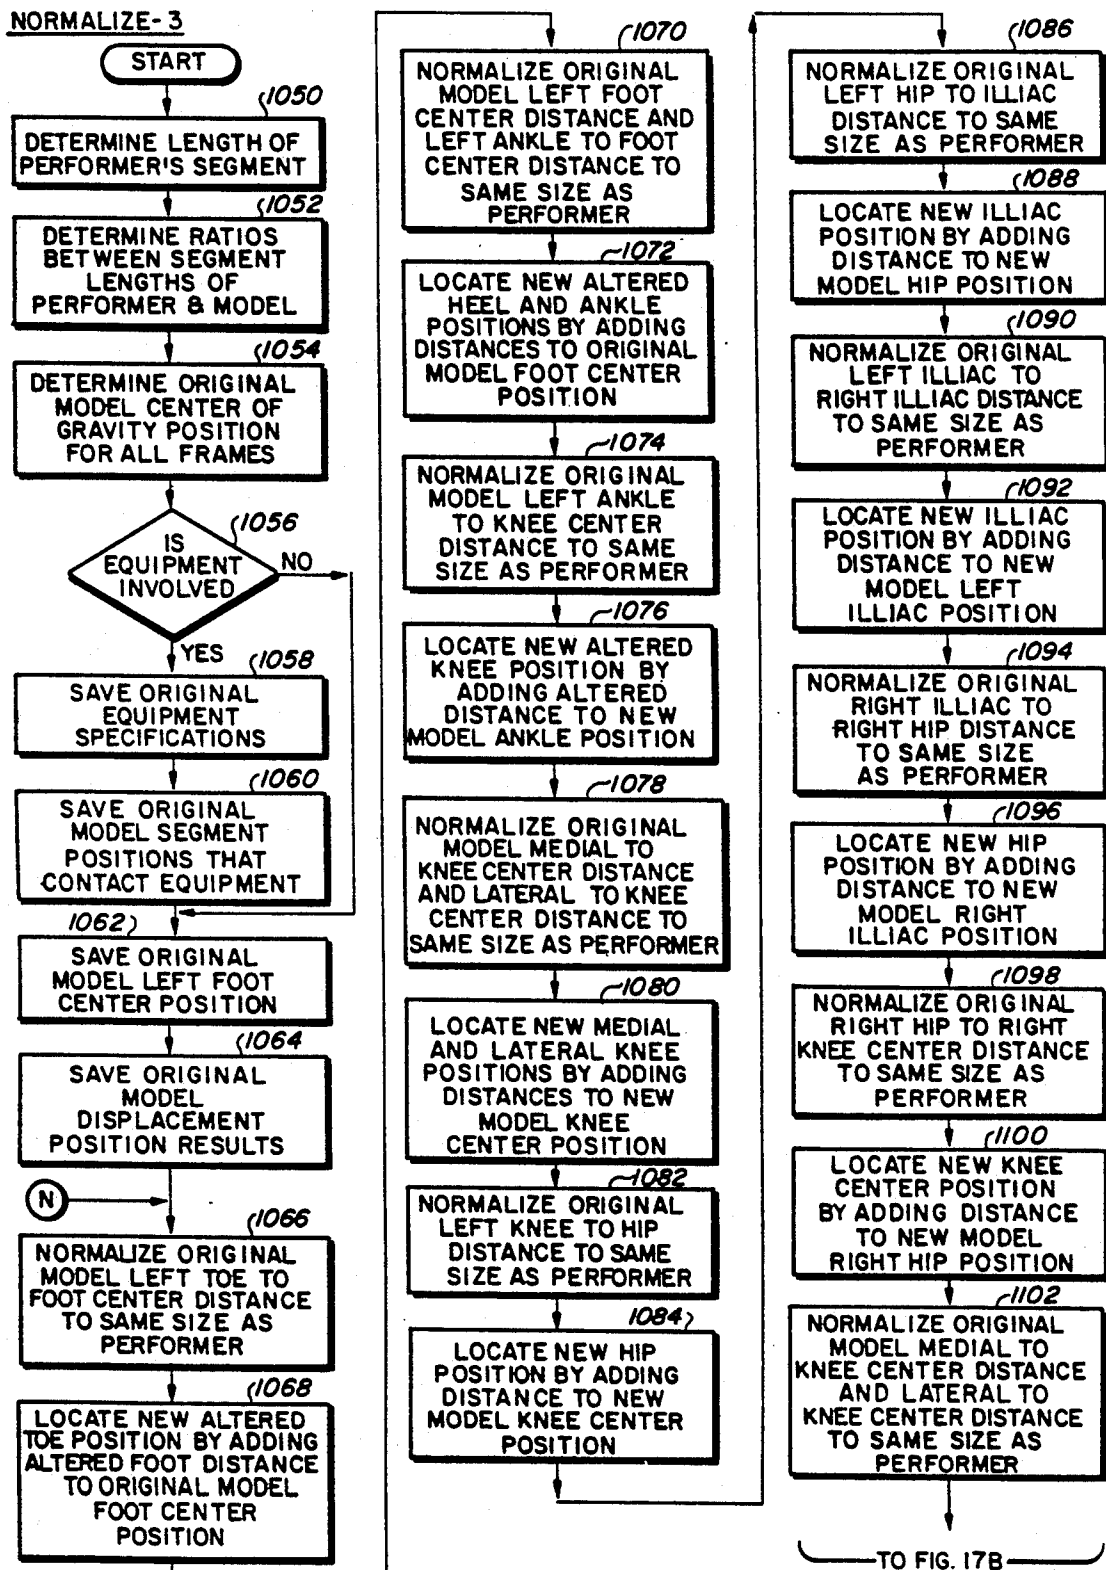 NORMALIZE-3
START
1050
DETERMINE LENGTH OF
PERFORMER'S SEGMENT
1052
DETERMINE RATIOS
BETWEEN SEGMENT
LENGTHS OF
PERFORMER & MODEL
1054
DETERMINE ORIGINAL
MODEL CENTER OF
GRAVITY POSITION
FOR ALL FRAMES
1056
IS
EQUIPMENT
INVOLVED
NO
YES
1058
SAVE ORIGINAL
EQUIPMENT
SPECIFICATIONS
1060
SAVE ORIGINAL
MODEL SEGMENT
POSITIONS THAT
CONTACT EQUIPMENT
1062
SAVE ORIGINAL
MODEL LEFT FOOT
CENTER POSITION
1064
SAVE ORIGINAL
MODEL
DISPLACEMENT
POSITION RESULTS
N
1066
NORMALIZE ORIGINAL
MODEL LEFT TOE TO
FOOT CENTER DISTANCE
TO SAME SIZE AS
PERFORMER
1068
LOCATE NEW ALTERED
TOE POSITION BY ADDING
ALTERED FOOT DISTANCE
TO ORIGINAL MODEL
FOOT CENTER
POSITION
1070
NORMALIZE ORIGINAL
MODEL LEFT FOOT
CENTER DISTANCE AND
LEFT ANKLE TO FOOT
CENTER DISTANCE TO
SAME SIZE AS
PERFORMER
1072
LOCATE NEW ALTERED
HEEL AND ANKLE
POSITIONS BY ADDING
DISTANCES TO ORIGINAL
MODEL FOOT CENTER
POSITION
1074
NORMALIZE ORIGINAL
MODEL LEFT ANKLE
TO KNEE CENTER
DISTANCE TO SAME
SIZE AS PERFORMER
1076
LOCATE NEW ALTERED
KNEE POSITION BY
ADDING ALTERED
DISTANCE TO NEW
MODEL ANKLE POSITION
1078
NORMALIZE ORIGINAL
MODEL MEDIAL TO
KNEE CENTER DISTANCE
AND LATERAL TO KNEE
CENTER DISTANCE TO
SAME SIZE AS PERFORMER
1080
LOCATE NEW MEDIAL
AND LATERAL KNEE
POSITIONS BY ADDING
DISTANCES TO NEW
MODEL KNEE
CENTER POSITION
1082
NORMALIZE ORIGINAL
LEFT KNEE TO HIP
DISTANCE TO SAME
SIZE AS PERFORMER
1084
LOCATE NEW HIP
POSITION BY ADDING
DISTANCE TO NEW
MODEL KNEE CENTER
POSITION
1086
NORMALIZE ORIGINAL
LEFT HIP TO ILLIAC
DISTANCE TO SAME
SIZE AS PERFORMER
1088
LOCATE NEW ILLIAC
POSITION BY ADDING
DISTANCE TO NEW
MODEL HIP POSITION
1090
NORMALIZE ORIGINAL
LEFT ILLIAC TO
RIGHT ILLIAC DISTANCE
TO SAME SIZE AS
PERFORMER
1092
LOCATE NEW ILLIAC
POSITION BY ADDING
DISTANCE TO NEW
MODEL LEFT
ILLIAC POSITION
1094
NORMALIZE ORIGINAL
RIGHT ILLIAC TO
RIGHT HIP DISTANCE
TO SAME SIZE
AS PERFORMER
1096
LOCATE NEW HIP
POSITION BY ADDING
DISTANCE TO NEW
MODEL RIGHT
ILLIAC POSITION
1098
NORMALIZE ORIGINAL
RIGHT HIP TO RIGHT
KNEE CENTER DISTANCE
TO SAME SIZE AS
PERFORMER
1100
LOCATE NEW KNEE
CENTER POSITION
BY ADDING DISTANCE
TO NEW MODEL
RIGHT HIP POSITION
1102
NORMALIZE ORIGINAL
MODEL MEDIAL TO
KNEE CENTER DISTANCE
AND LATERAL TO
KNEE CENTER DISTANCE
TO SAME SIZE AS
PERFORMER
TO FIG. 17B